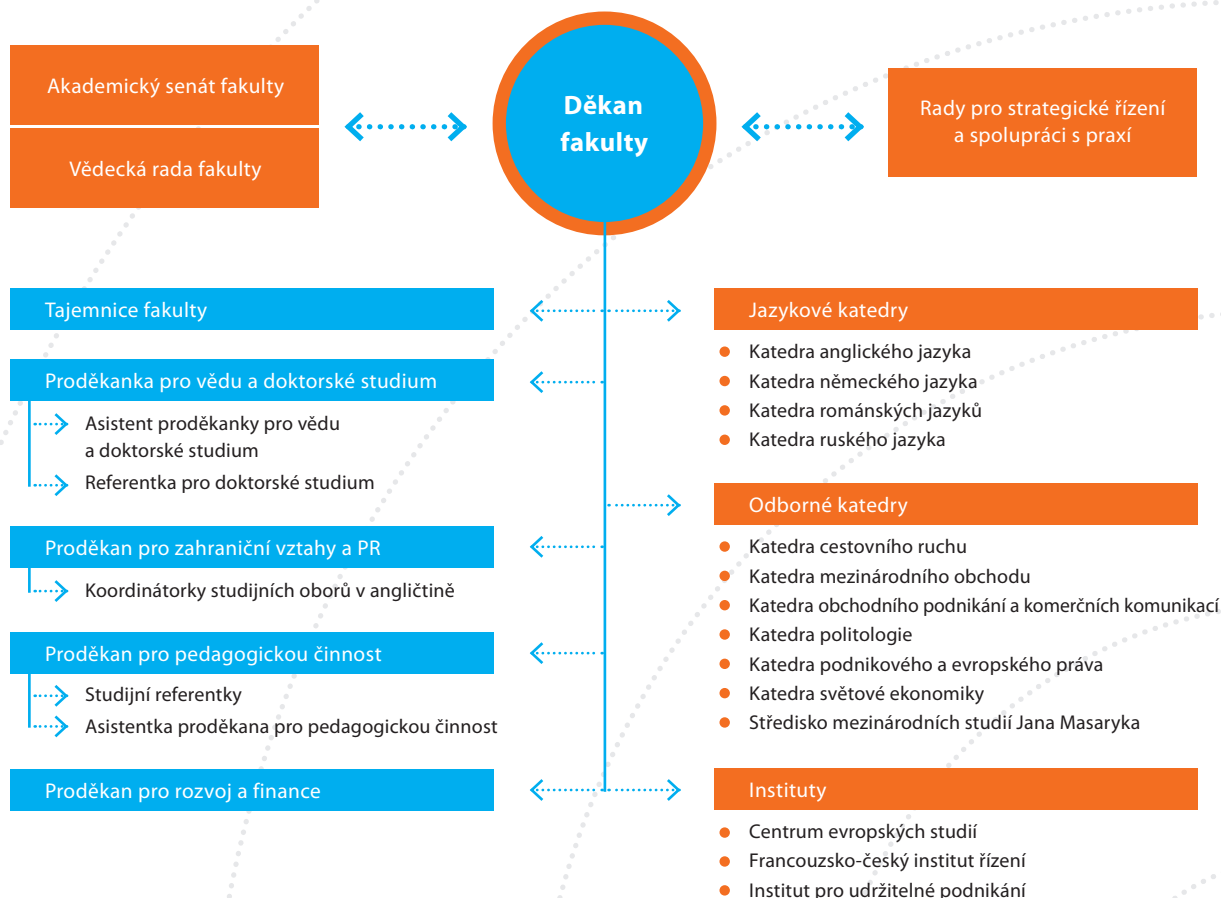 Akademický senát fakulty
Vědecká rada fakulty
Děkan
fakulty
Rady pro strategické řízení
a spolupráci s praxí
Tajemnice fakulty
Proděkanka pro vědu a doktorské studium
Asistent proděkanky pro vědu
a doktorské studium
Referentka pro doktorské studium
Proděkan pro zahraniční vztahy a PR
Koordinátorky studijních oborů v angličtině
Proděkan pro pedagogickou činnost
Studijní referentky
Asistentka proděkana pro pedagogickou činnost
Proděkan pro rozvoj a finance
Jazykové katedry
Katedra anglického jazyka
Katedra německého jazyka
Katedra románských jazyků
Katedra ruského jazyka
Odborné katedry
Katedra cestovního ruchu
Katedra mezinárodního obchodu
Katedra obchodního podnikání a komerčních komunikací
Katedra politologie
Katedra podnikového a evropského práva
Katedra světové ekonomiky
Středisko mezinárodních studií Jana Masaryka
Instituty
Centrum evropských studií
Francouzsko-český institut řízení
Institut pro udržitelné podnikání